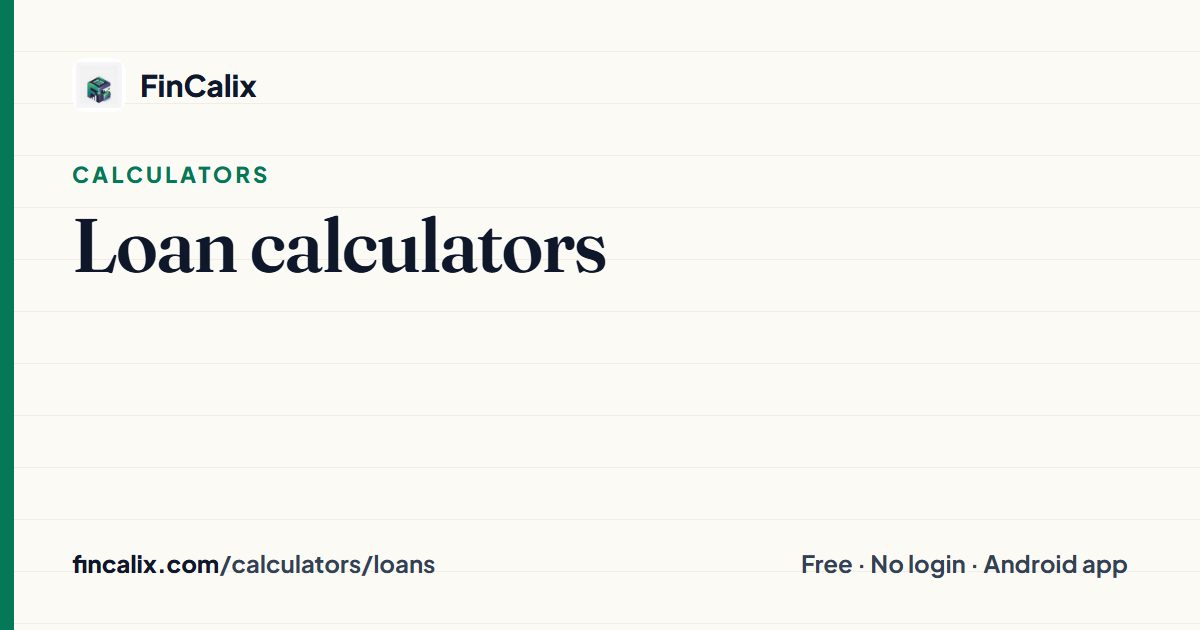 FinCalix
CALCULATORS
Loan calculators
fincalix.com/calculators/loans
Free · No login · Android app